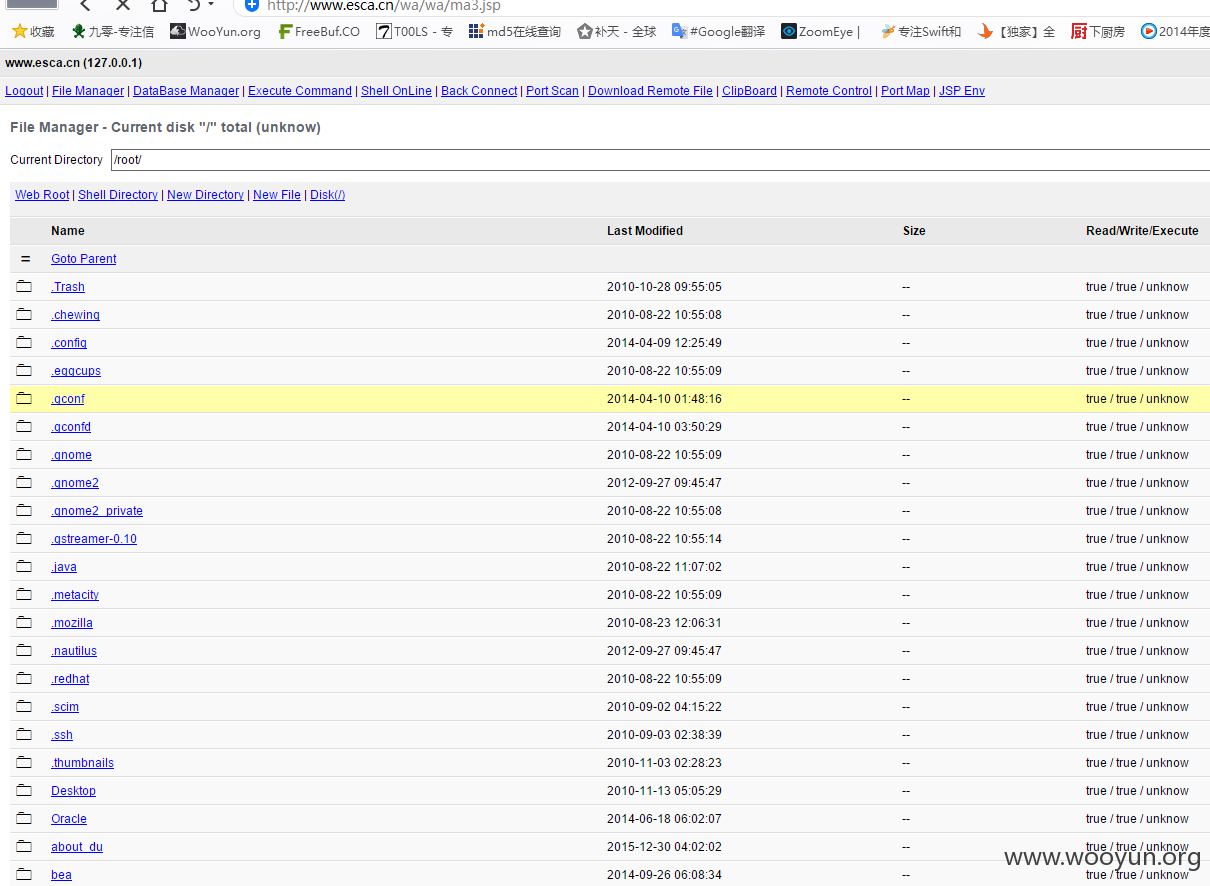 http://www.esca.cn/wa/wa/ma3.jsp
收藏 九零-专注信 WooYun.org FreeBuf.CO T00LS - 专 md5在线查询 补天 - 全球 #Google翻译 ZoomEye | 专注Swift和 【独家】全 下厨房 2014年度
www.esca.cn (127.0.0.1)
Logout | File Manager | DataBase Manager | Execute Command | Shell OnLine | Back Connect | Port Scan | Download Remote File | ClipBoard | Remote Control | Port Map | JSP Env
File Manager - Current disk "/" total (unknow)
Current Directory /root/
Web Root | Shell Directory | New Directory | New File | Disk(/)
Name Last Modified Size Read/Write/Execute
= Goto Parent
.Trash 2010-10-28 09:55:05 -- true / true / unknow
.chewing 2010-08-22 10:55:08 -- true / true / unknow
.config 2014-04-09 12:25:49 -- true / true / unknow
.eggcups 2010-08-22 10:55:09 -- true / true / unknow
.gconf 2014-04-10 01:48:16 -- true / true / unknow
.gconfd 2014-04-10 03:50:29 -- true / true / unknow
.gnome 2010-08-22 10:55:09 -- true / true / unknow
.gnome2 2012-09-27 09:45:47 -- true / true / unknow
.gnome2_private 2010-08-22 10:55:08 -- true / true / unknow
.gstreamer-0.10 2010-08-22 10:55:14 -- true / true / unknow
.java 2010-08-22 11:07:02 -- true / true / unknow
.metacity 2010-08-22 10:55:09 -- true / true / unknow
.mozilla 2010-08-23 12:06:31 -- true / true / unknow
.nautilus 2012-09-27 09:45:47 -- true / true / unknow
.redhat 2010-08-22 10:55:09 -- true / true / unknow
.scim 2010-09-02 04:15:22 -- true / true / unknow
.ssh 2010-09-03 02:38:39 -- true / true / unknow
.thumbnails 2010-11-03 02:28:23 -- true / true / unknow
Desktop 2010-11-13 05:05:29 -- true / true / unknow
Oracle 2014-06-18 06:02:07 -- true / true / unknow
about_du 2015-12-30 04:02:02 -- true / true / unknow
www.wooyun.org
bea 2014-09-26 06:08:34 -- true / true / unknow